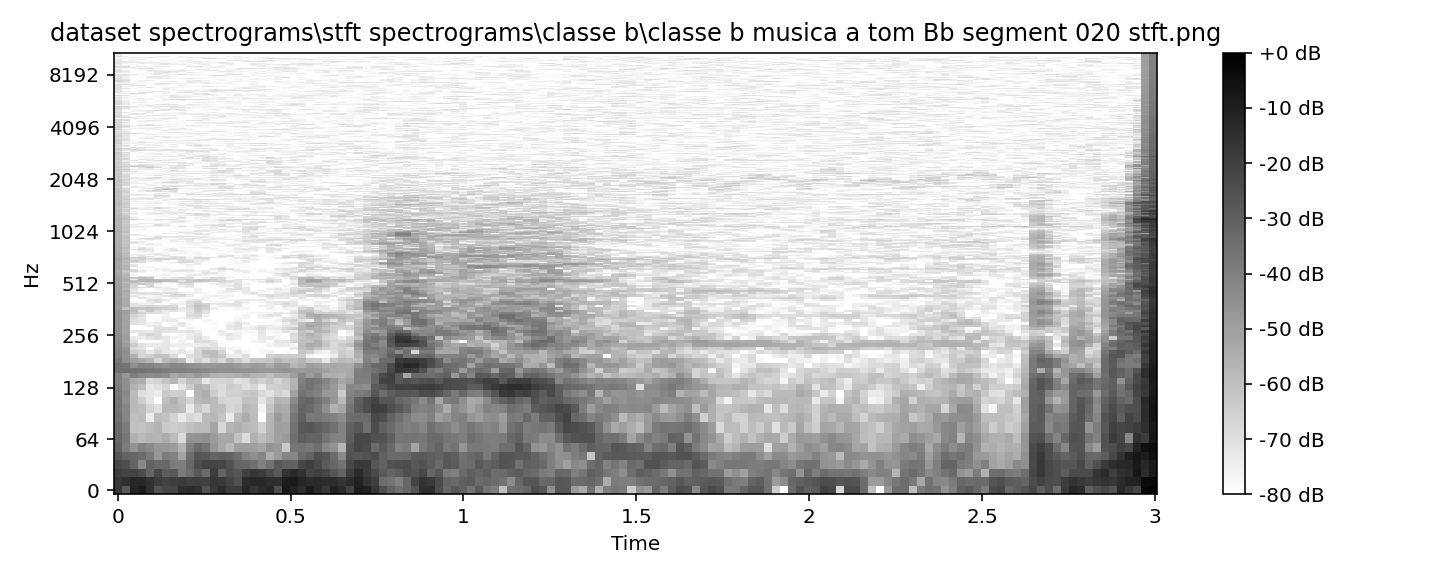 dataset spectrograms\stft spectrograms\classe b\classe b musica a tom Bb segment 020 stft.png
8192
4096
2048
1024
512
256
128
64
0
Hz
0
0.5
1
1.5
2
2.5
3
Time
+0 dB
-10 dB
-20 dB
-30 dB
-40 dB
-50 dB
-60 dB
-70 dB
-80 dB